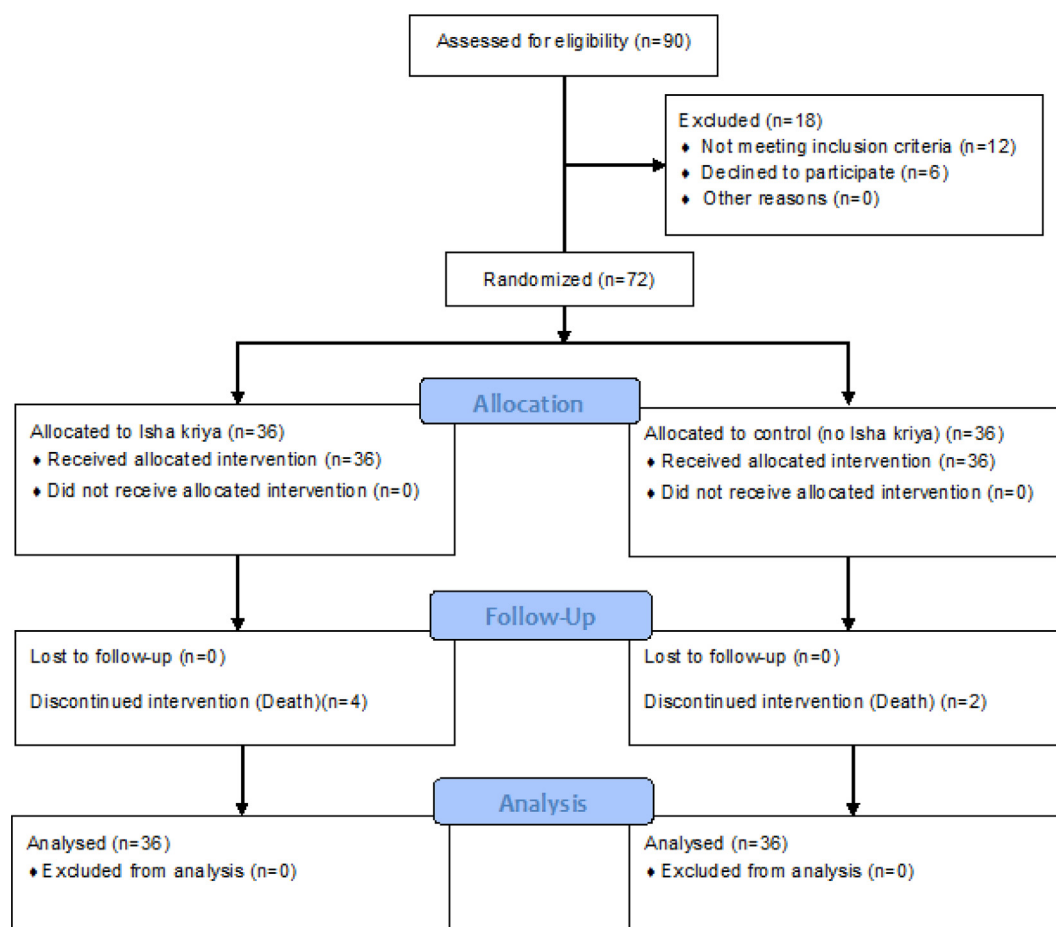 Assessed for eligibility (n=90)
Excluded (n=18)
♦ Not meeting inclusion criteria (n=12)
♦ Declined to participate (n=6)
♦ Other reasons (n=0)
Randomized (n=72)
Allocation
Allocated to Isha kriya (n=36)
♦ Received allocated intervention (n=36)
♦ Did not receive allocated intervention (n=0)
Allocated to control (no Isha kriya) (n=36)
♦ Received allocated intervention (n=36)
♦ Did not receive allocated intervention (n=0)
Follow-Up
Lost to follow-up (n=0)
Discontinued intervention (Death)(n=4)
Lost to follow-up (n=0)
Discontinued intervention (Death) (n=2)
Analysis
Analysed (n=36)
♦ Excluded from analysis (n=0)
Analysed (n=36)
♦ Excluded from analysis (n=0)